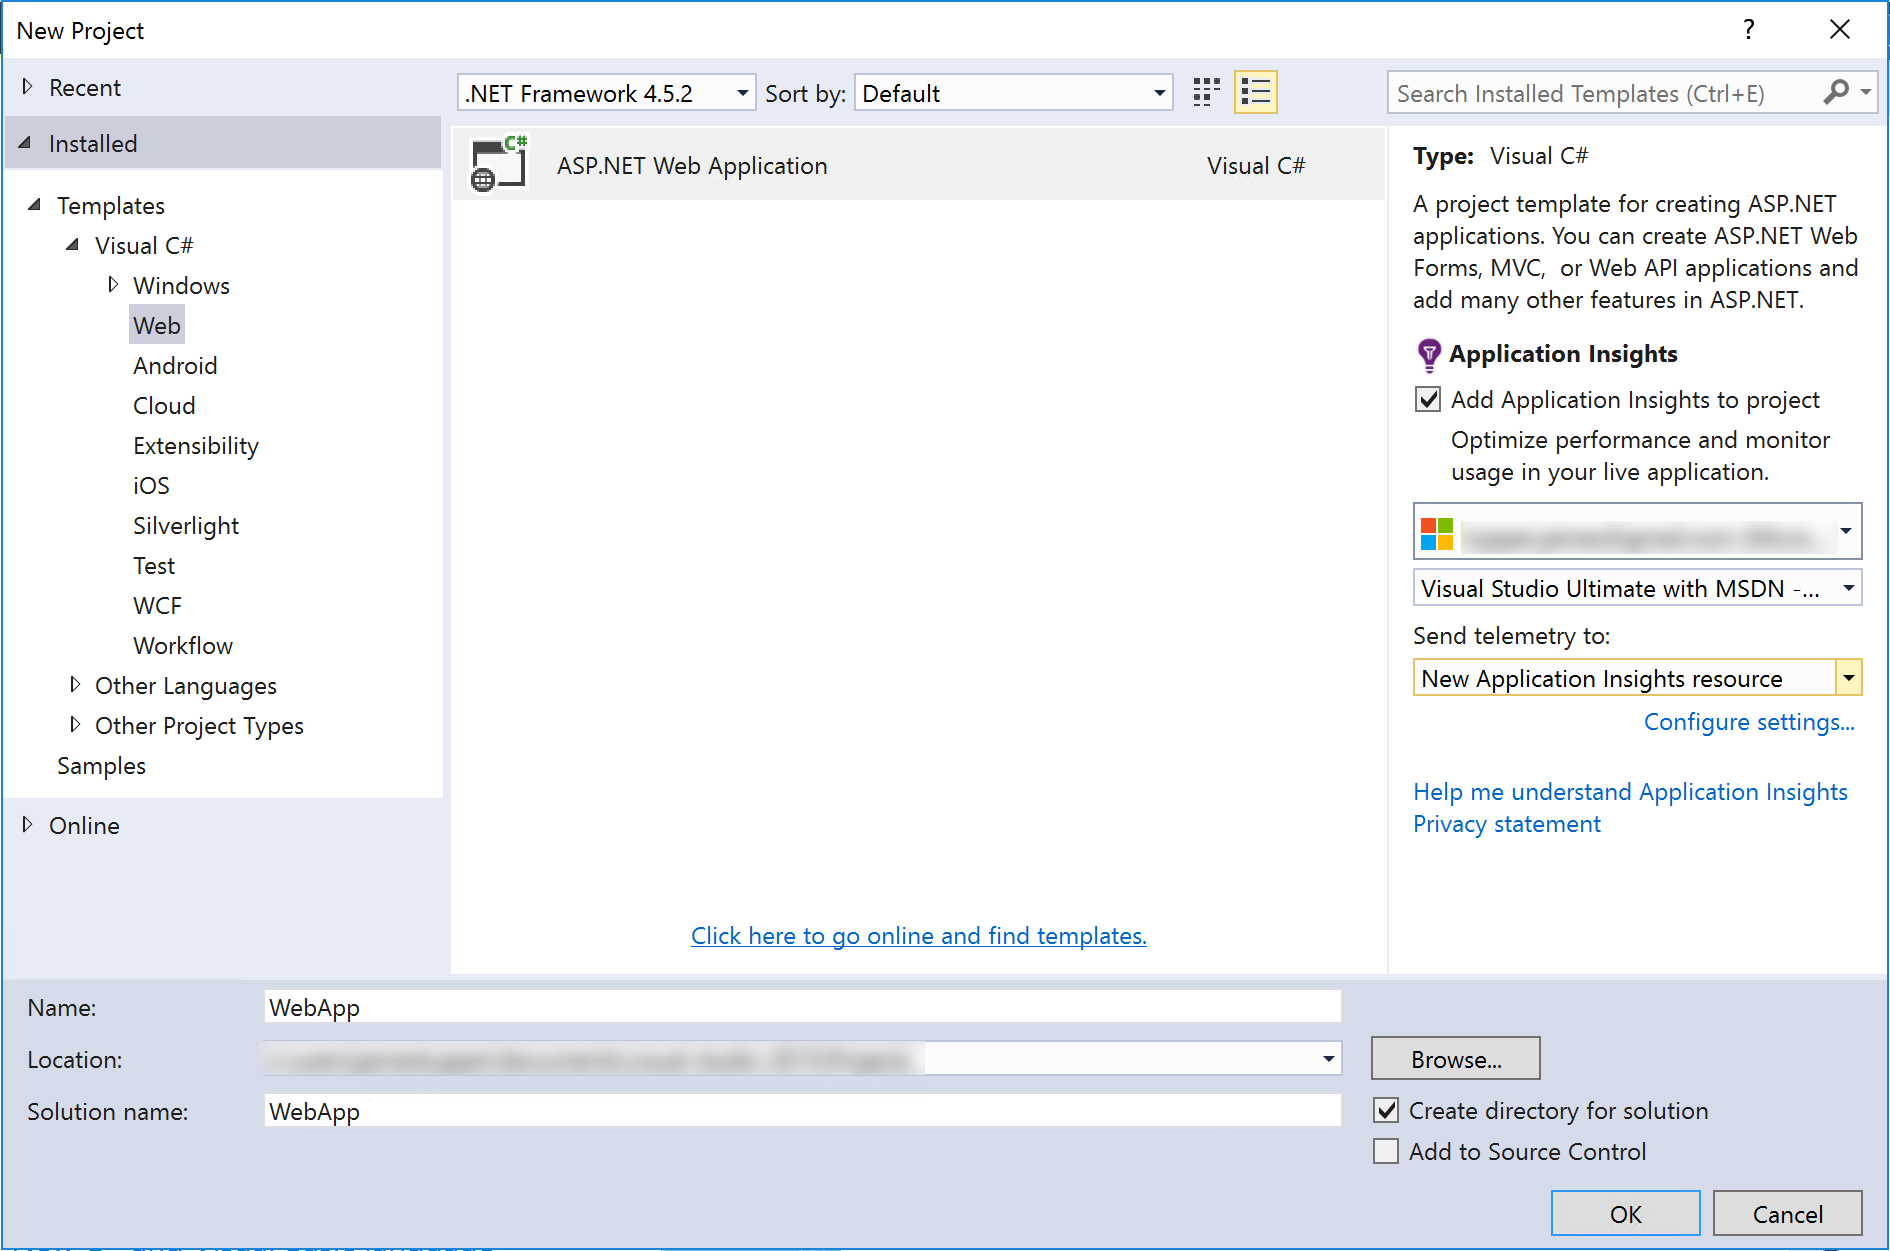 New Project
?
Recent
.NET Framework 4.5.2
Sort by:
Default
Search Installed Templates (Ctrl+E)
Installed
Templates
Visual C#
Windows
Web
Android
Cloud
Extensibility
iOS
Silverlight
Test
WCF
Workflow
Other Languages
Other Project Types
Samples
Online
C#
ASP.NET Web Application
Visual C#
Click here to go online and find templates.
Type: Visual C#
A project template for creating ASP.NET
applications. You can create ASP.NET Web
Forms, MVC, or Web API applications and
add many other features in ASP.NET.
Application Insights
Add Application Insights to project
Optimize performance and monitor
usage in your live application.
Visual Studio Ultimate with MSDN -...
Send telemetry to:
New Application Insights resource
Configure settings...
Help me understand Application Insights
Privacy statement
Name:
WebApp
Location:
Browse...
Solution name:
WebApp
Create directory for solution
Add to Source Control
OK
Cancel